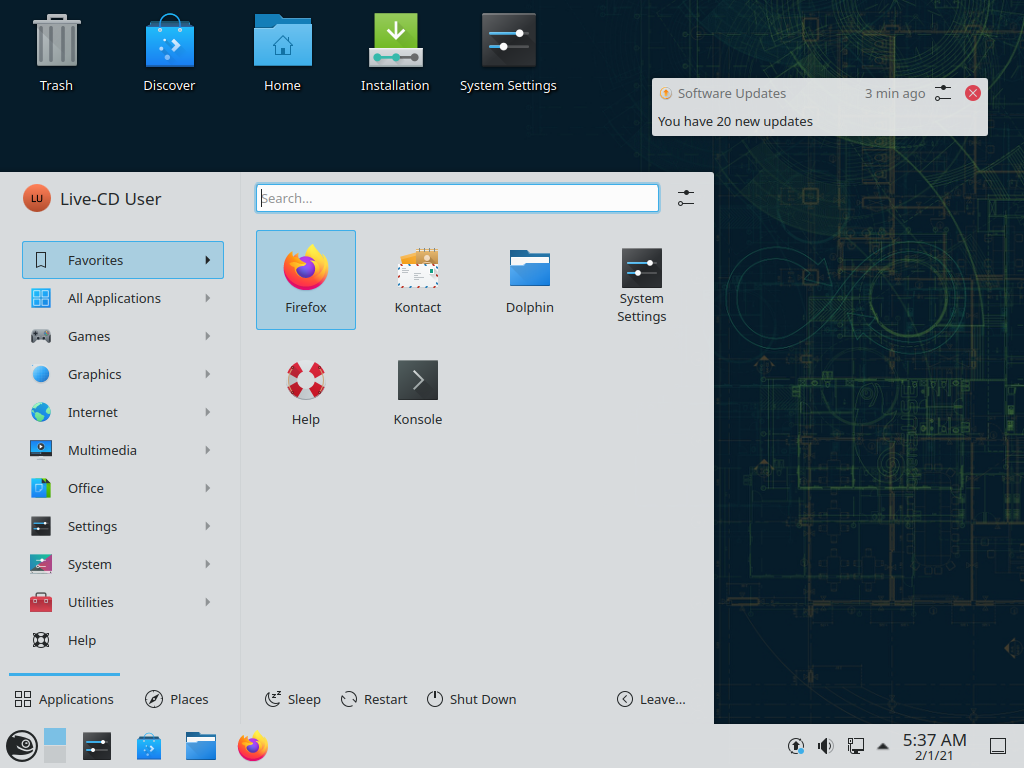 Trash
Discover
Home
Installation
System Settings
Software Updates
3 min ago
You have 20 new updates
LU
Live-CD User
Search...
Favorites
All Applications
Games
Graphics
Internet
Multimedia
Office
Settings
System
Utilities
Help
Firefox
Kontact
Dolphin
System
Settings
Help
Konsole
Applications
Places
Sleep
Restart
Shut Down
Leave...
5:37 AM
2/1/21